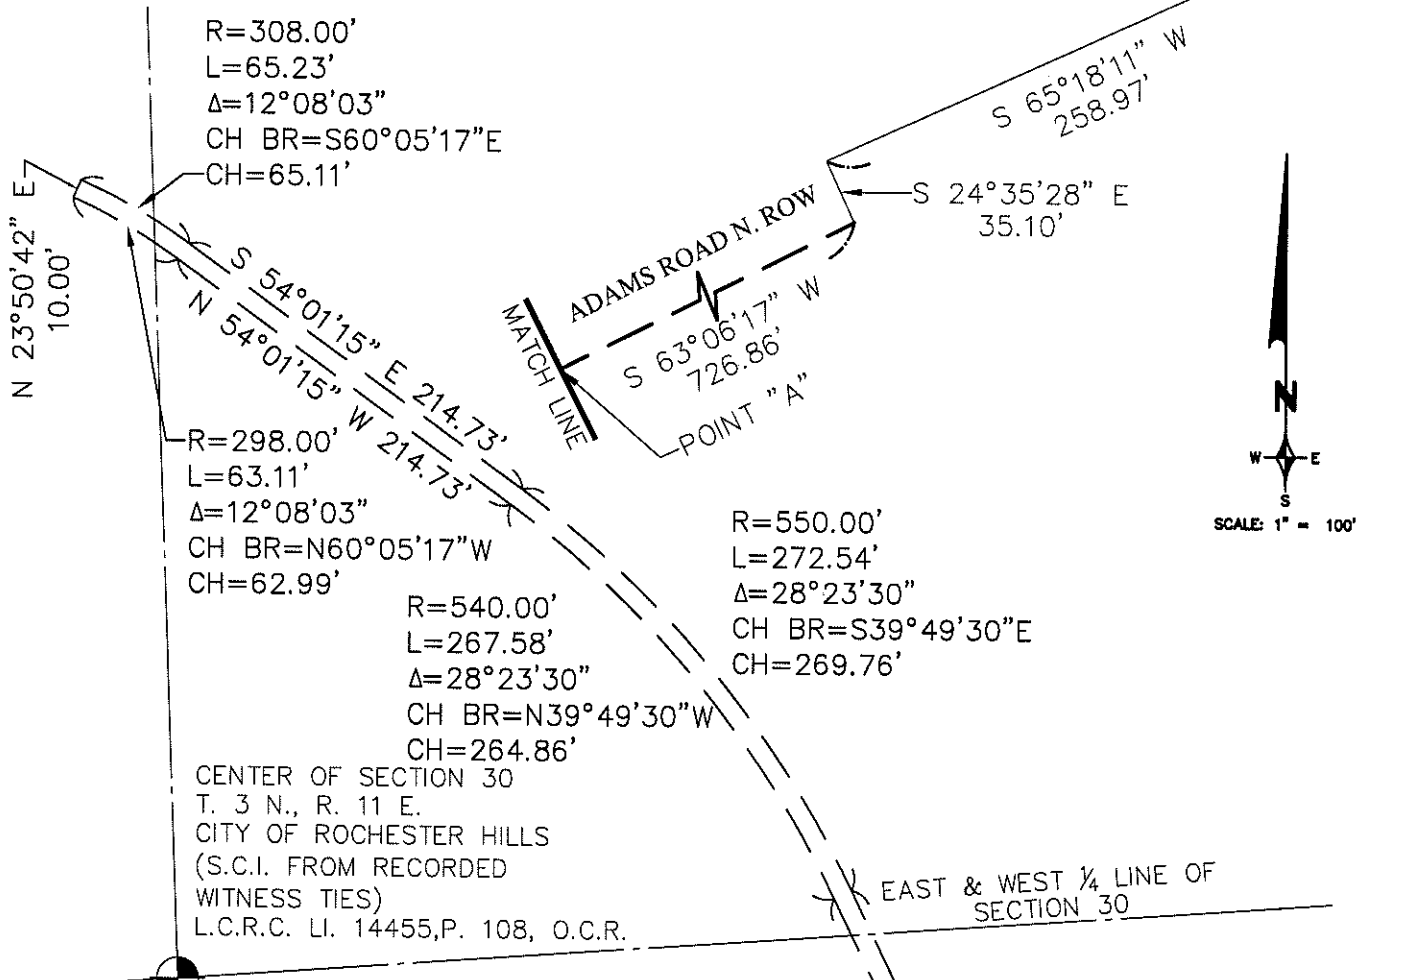 R=308.00'
L=65.23'
Δ=12°08'03"
CH BR=S60°05'17"E
CH=65.11'
N 23°50'42" E
10.00'
S 54°01'15" E 214.73'
N 54°01'15" W 214.73'
S 65°18'11" W
258.97'
S 24°35'28" E
35.10'
ADAMS ROAD N. ROW
S 63°06'17" W
726.86'
MATCH LINE
POINT "A"
N
W E
S
SCALE: 1" = 100'
R=298.00'
L=63.11'
Δ=12°08'03"
CH BR=N60°05'17"W
CH=62.99'
R=550.00'
L=272.54'
Δ=28°23'30"
CH BR=S39°49'30"E
CH=269.76'
R=540.00'
L=267.58'
Δ=28°23'30"
CH BR=N39°49'30"W
CH=264.86'
CENTER OF SECTION 30
T. 3 N., R. 11 E.
CITY OF ROCHESTER HILLS
(S.C.I. FROM RECORDED
WITNESS TIES)
L.C.R.C. LI. 14455,P. 108, O.C.R.
EAST & WEST ¼ LINE OF
SECTION 30